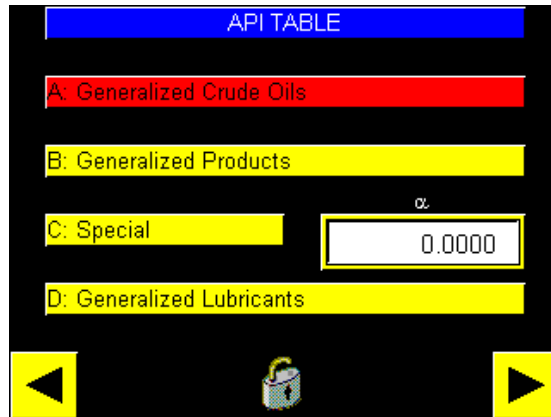 API TABLE
A: Generalized Crude Oils
B: Generalized Products
α
C: Special
0.0000
D: Generalized Lubricants